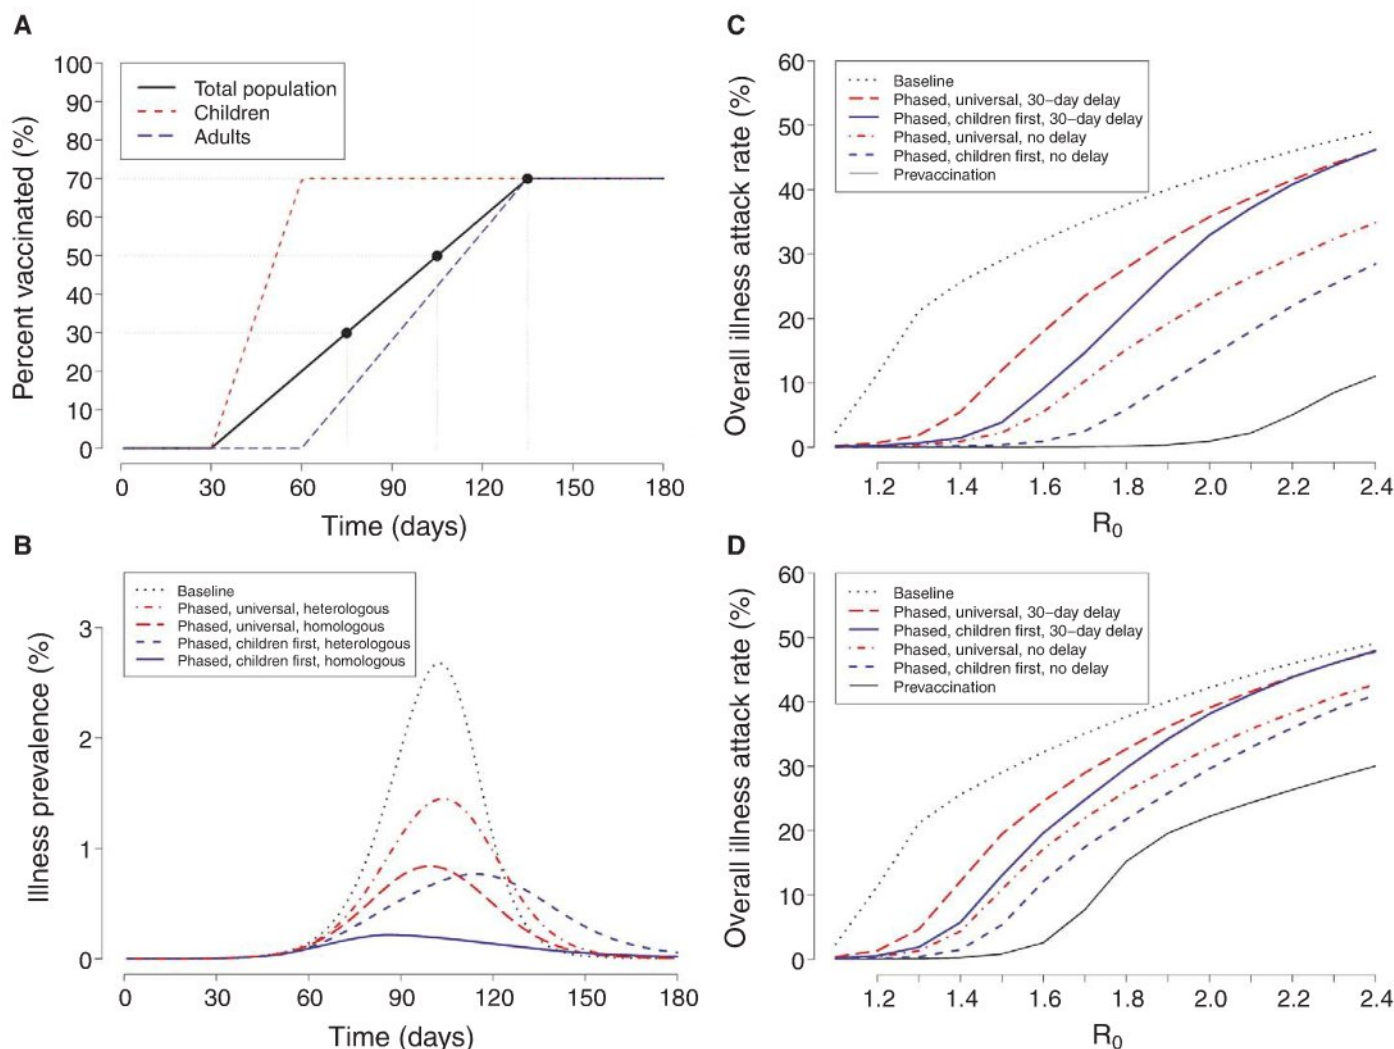 A
Percent vaccinated (%)
100
90
80
70
60
50
40
30
20
10
0
Total population
Children
Adults
0 30 60 90 120 150 180
Time (days)
B
Illness prevalence (%)
3
2
1
0
Baseline
Phased, universal, heterologous
Phased, universal, homologous
Phased, children first, heterologous
Phased, children first, homologous
0 30 60 90 120 150 180
Time (days)
C
Overall illness attack rate (%)
60
50
40
30
20
10
0
Baseline
Phased, universal, 30−day delay
Phased, children first, 30−day delay
Phased, universal, no delay
Phased, children first, no delay
Prevaccination
1.2 1.4 1.6 1.8 2.0 2.2 2.4
R0
D
Overall illness attack rate (%)
60
50
40
30
20
10
0
Baseline
Phased, universal, 30−day delay
Phased, children first, 30−day delay
Phased, universal, no delay
Phased, children first, no delay
Prevaccination
1.2 1.4 1.6 1.8 2.0 2.2 2.4
R0